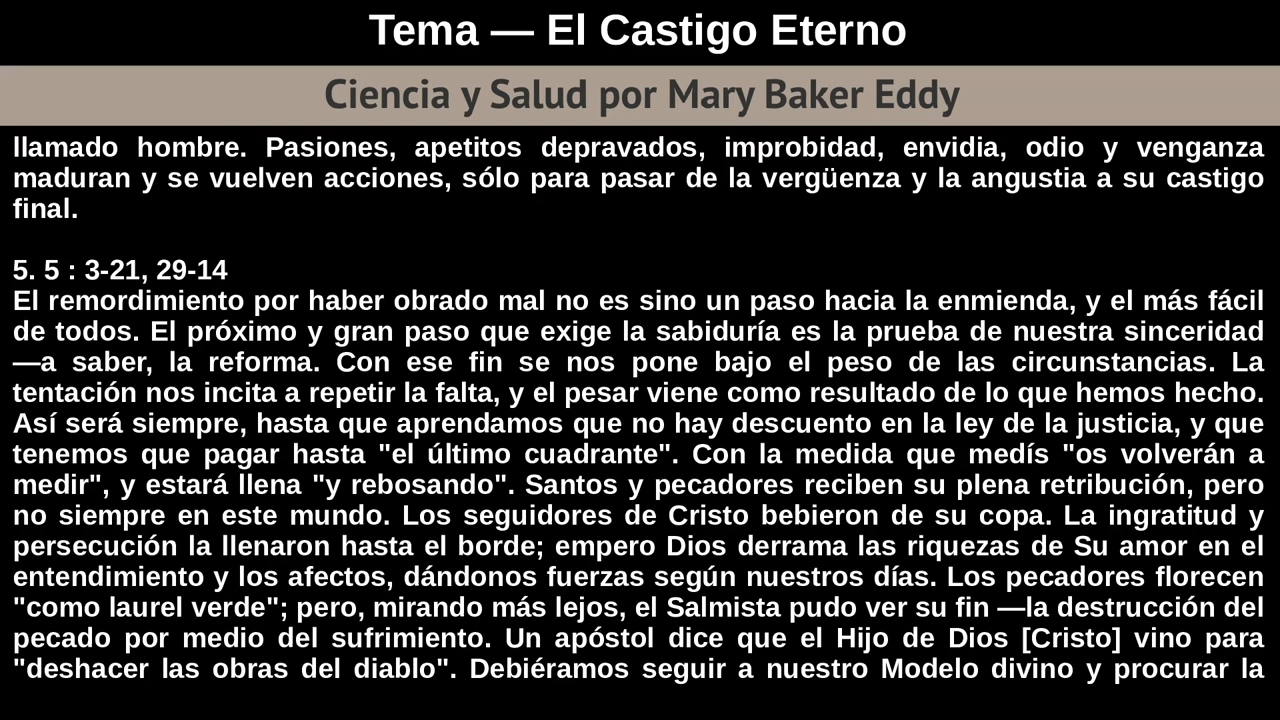 Tema — El Castigo Eterno
Ciencia y Salud por Mary Baker Eddy
llamado hombre. Pasiones, apetitos depravados, improbidad, envidia, odio y venganza
maduran y se vuelven acciones, sólo para pasar de la vergüenza y la angustia a su castigo
final.
5. 5 : 3-21, 29-14
El remordimiento por haber obrado mal no es sino un paso hacia la enmienda, y el más fácil
de todos. El próximo y gran paso que exige la sabiduría es la prueba de nuestra sinceridad
—a saber, la reforma. Con ese fin se nos pone bajo el peso de las circunstancias. La
tentación nos incita a repetir la falta, y el pesar viene como resultado de lo que hemos hecho.
Así será siempre, hasta que aprendamos que no hay descuento en la ley de la justicia, y que
tenemos que pagar hasta "el último cuadrante". Con la medida que medís "os volverán a
medir", y estará llena "y rebosando". Santos y pecadores reciben su plena retribución, pero
no siempre en este mundo. Los seguidores de Cristo bebieron de su copa. La ingratitud y
persecución la llenaron hasta el borde; empero Dios derrama las riquezas de Su amor en el
entendimiento y los afectos, dándonos fuerzas según nuestros días. Los pecadores florecen
"como laurel verde"; pero, mirando más lejos, el Salmista pudo ver su fin —la destrucción del
pecado por medio del sufrimiento. Un apóstol dice que el Hijo de Dios [Cristo] vino para
"deshacer las obras del diablo". Debiéramos seguir a nuestro Modelo divino y procurar la